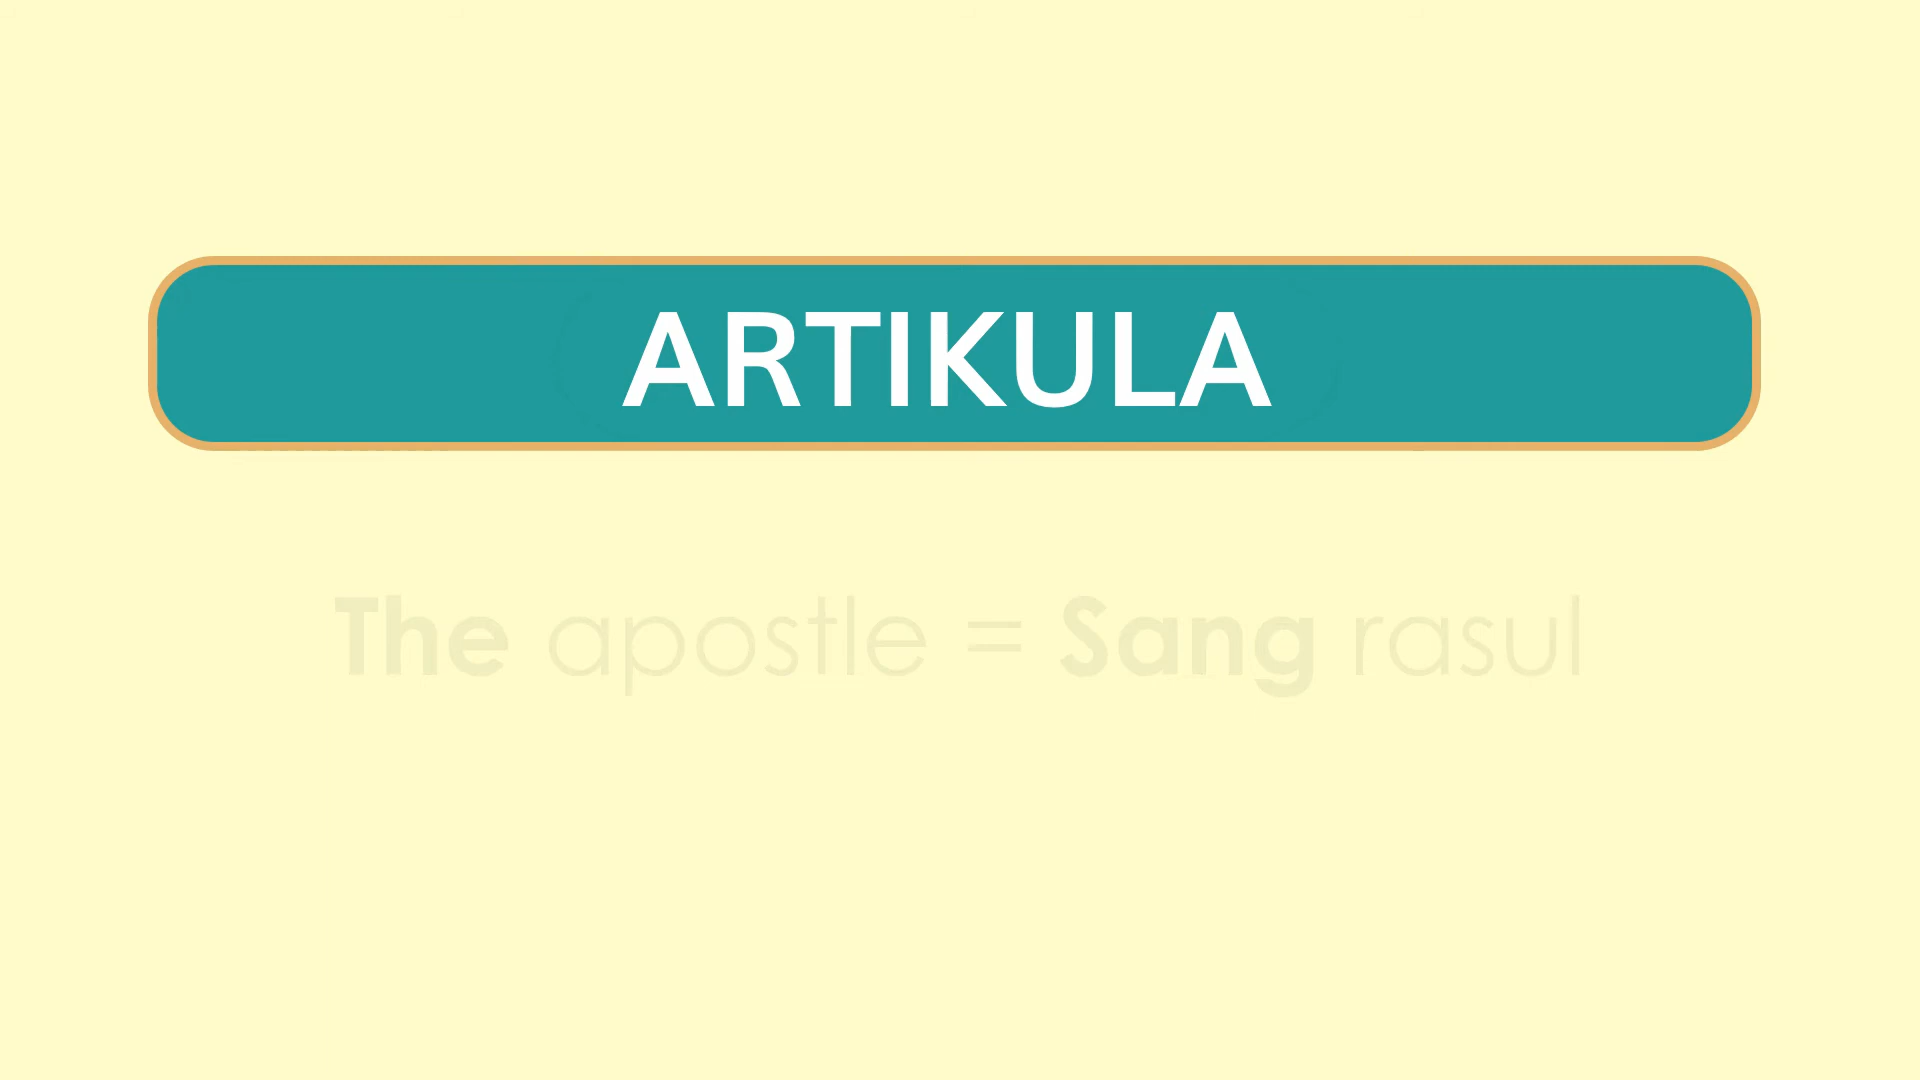 ARTIKULA
The apostle = Sang rasul